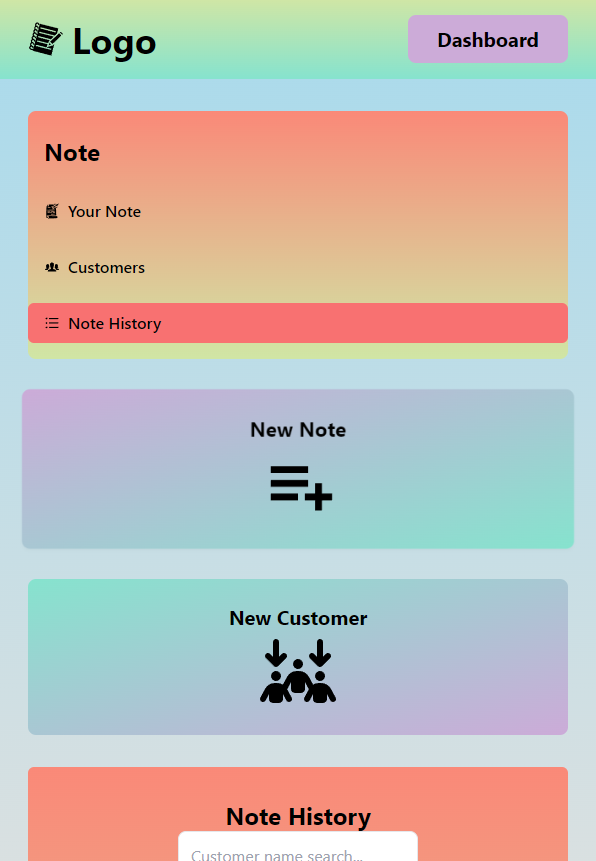 Logo
Dashboard
Note
Your Note
Customers
Note History
New Note
New Customer
Note History
Customer name search...